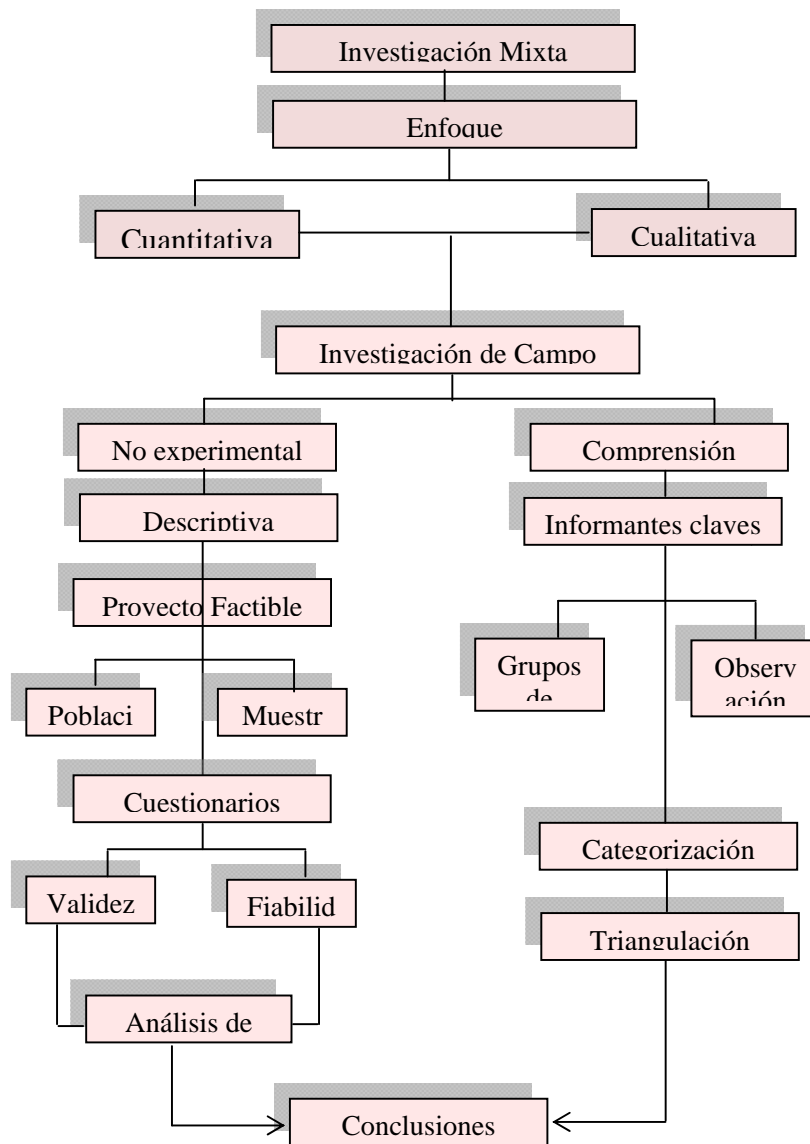 Investigación Mixta
Enfoque
Cuantitativa
Cualitativa
Investigación de Campo
No experimental
Comprensión
Descriptiva
Informantes claves
Proyecto Factible
Grupos
de
Observ
ación
Poblaci
Muestr
Cuestionarios
Categorización
Validez
Fiabilid
Triangulación
Análisis de
Conclusiones